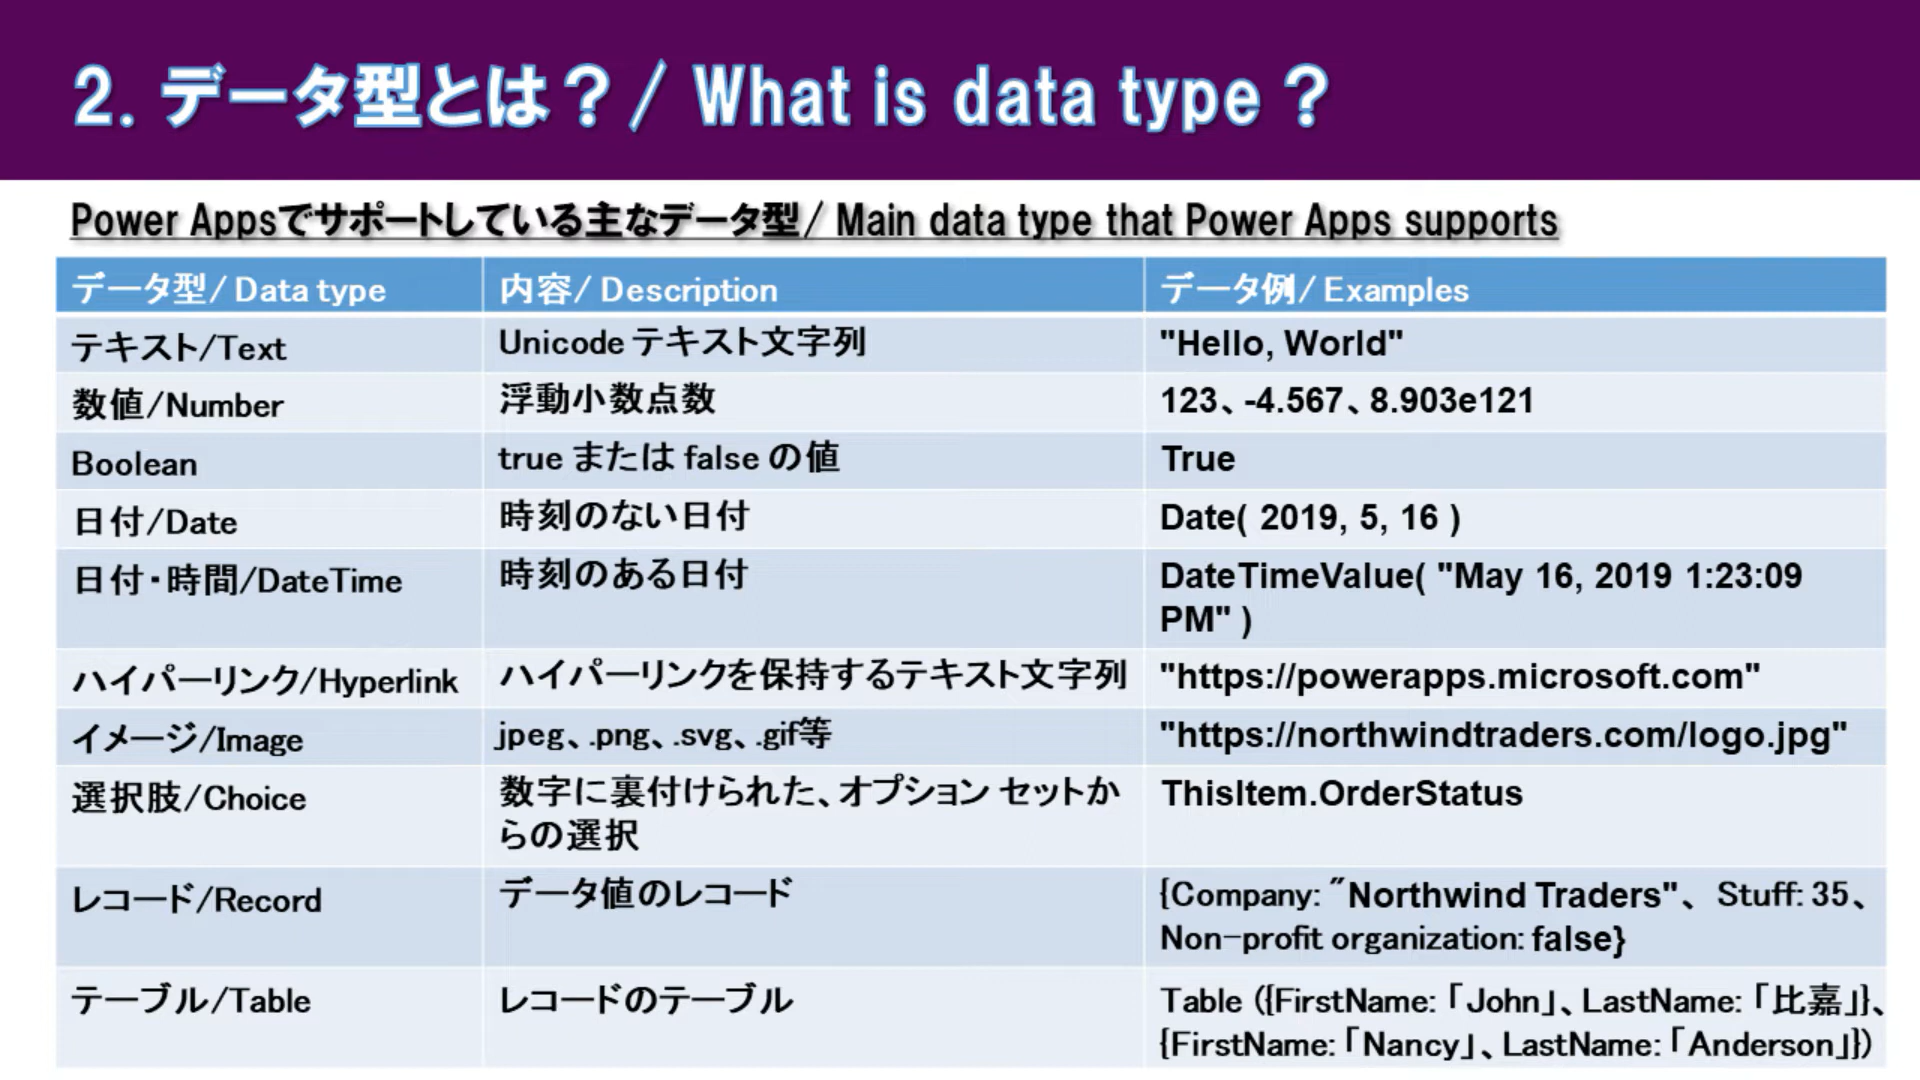 2. データ型とは？/ What is data type ?
Power Appsでサポートしている主なデータ型/ Main data type that Power Apps supports
データ型/ Data type 内容/ Description データ例/ Examples
テキスト/Text Unicode テキスト文字列 "Hello, World"
数値/Number 浮動小数点数 123、-4.567、8.903e121
Boolean true または false の値 True
日付/Date 時刻のない日付 Date( 2019, 5, 16 )
日付・時間/DateTime 時刻のある日付 DateTimeValue( "May 16, 2019 1:23:09
PM" )
ハイパーリンク/Hyperlink ハイパーリンクを保持するテキスト文字列 "https://powerapps.microsoft.com"
イメージ/Image jpeg、.png、.svg、.gif等 "https://northwindtraders.com/logo.jpg"
選択肢/Choice 数字に裏付けられた、オプション セットか ThisItem.OrderStatus
らの選択
レコード/Record データ値のレコード {Company: "Northwind Traders"、 Stuff: 35、
Non-profit organization: false}
テーブル/Table レコードのテーブル Table ({FirstName: 「John」、LastName: 「比嘉」}、
{FirstName: 「Nancy」、LastName: 「Anderson」})